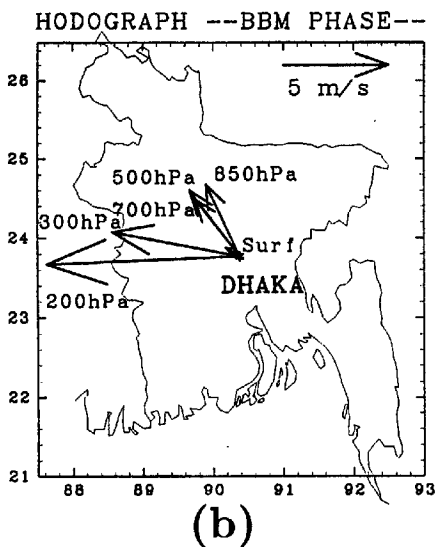 HODOGRAPH --BBM PHASE--
5 m/s
26
25
24
23
22
21
500hPa 850hPa
700hPa
300hPa
Surf
DHAKA
200hPa
88 89 90 91 92 93
(b)